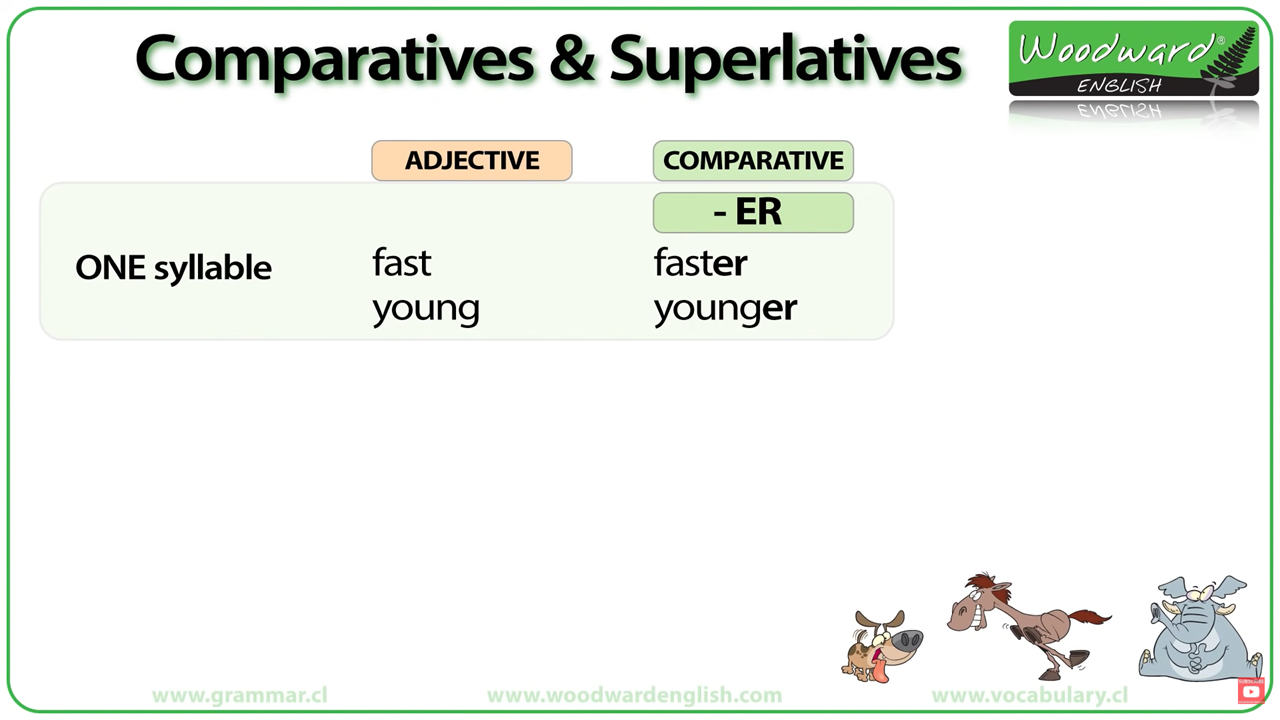 Comparatives & Superlatives
Woodward®
ENGLISH
ADJECTIVE
COMPARATIVE
- ER
ONE syllable
fast
faster
young
younger
www.grammar.cl
www.woodwardenglish.com
www.vocabulary.cl
SUBSCRIBE